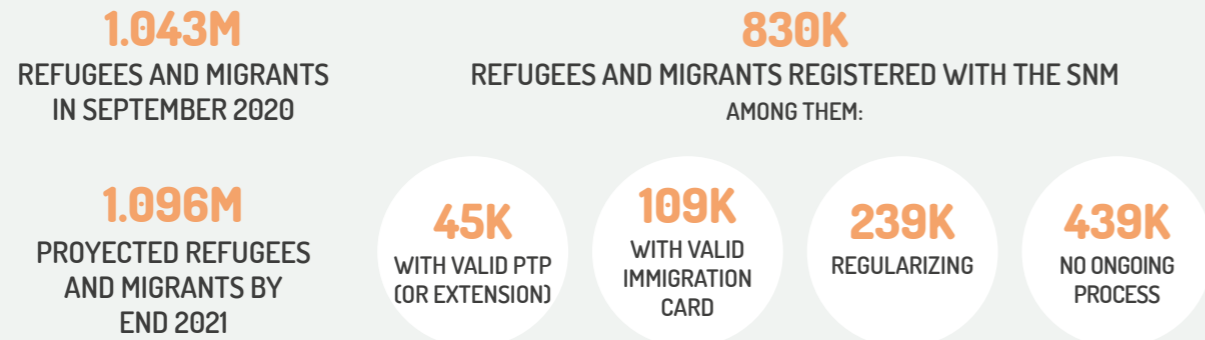 1.043M
REFUGEES AND MIGRANTS
IN SEPTEMBER 2020
830K
REFUGEES AND MIGRANTS REGISTERED WITH THE SNM
AMONG THEM:
1.096M
PROYECTED REFUGEES
AND MIGRANTS BY
END 2021
45K
WITH VALID PTP
(OR EXTENSION)
109K
WITH VALID
IMMIGRATION
CARD
239K
REGULARIZING
439K
NO ONGOING
PROCESS